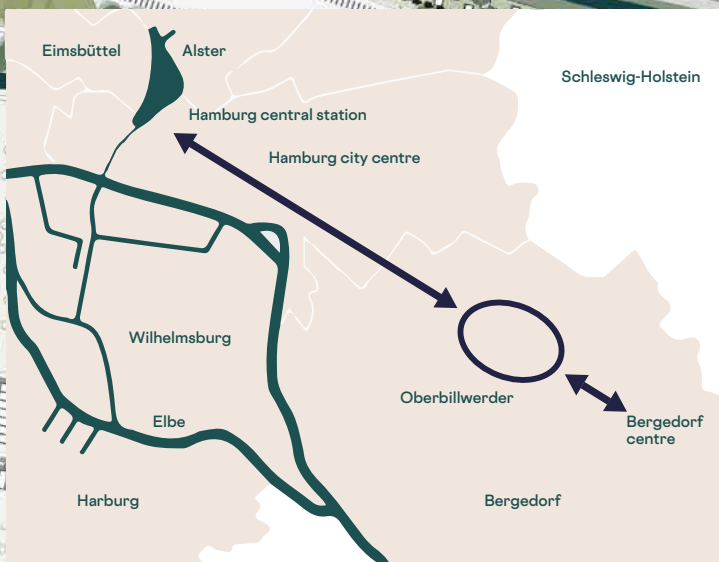 Eimsbüttel
Alster
Schleswig-Holstein
Hamburg central station
Hamburg city centre
Wilhelmsburg
Oberbillwerder
Elbe
Bergedorf
centre
Harburg
Bergedorf